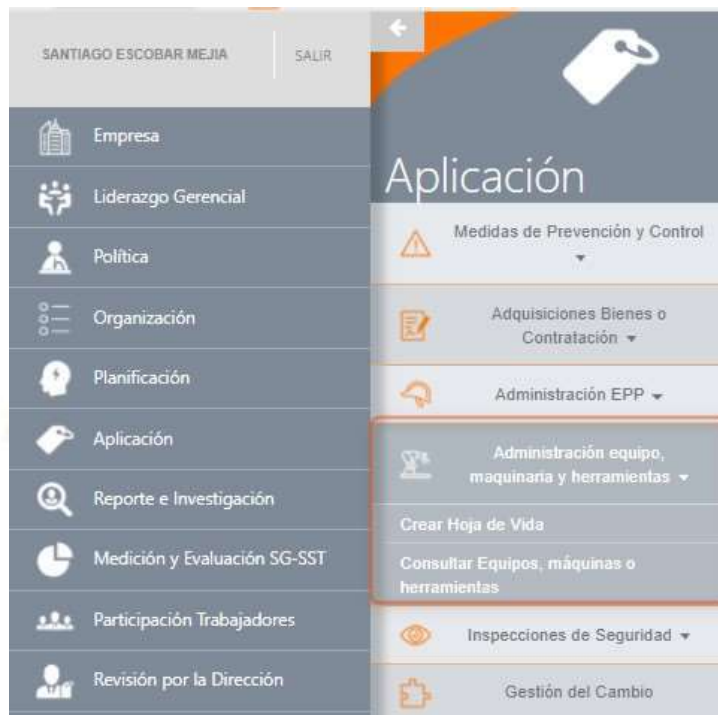 SANTIAGO ESCOBAR MEJIA
SALIR
Empresa
Liderazgo Gerencial
Política
Organización
Planificación
Aplicación
Reporte e Investigación
Medición y Evaluación SG-SST
Participación Trabajadores
Revisión por la Dirección
Aplicación
Medidas de Prevención y Control
Adquisiciones Bienes o
Contratación
Administración EPP
Administración equipo,
maquinaria y herramientas
Crear Hoja de Vida
Consultar Equipos, máquinas o
herramientas
Inspecciones de Seguridad
Gestión del Cambio